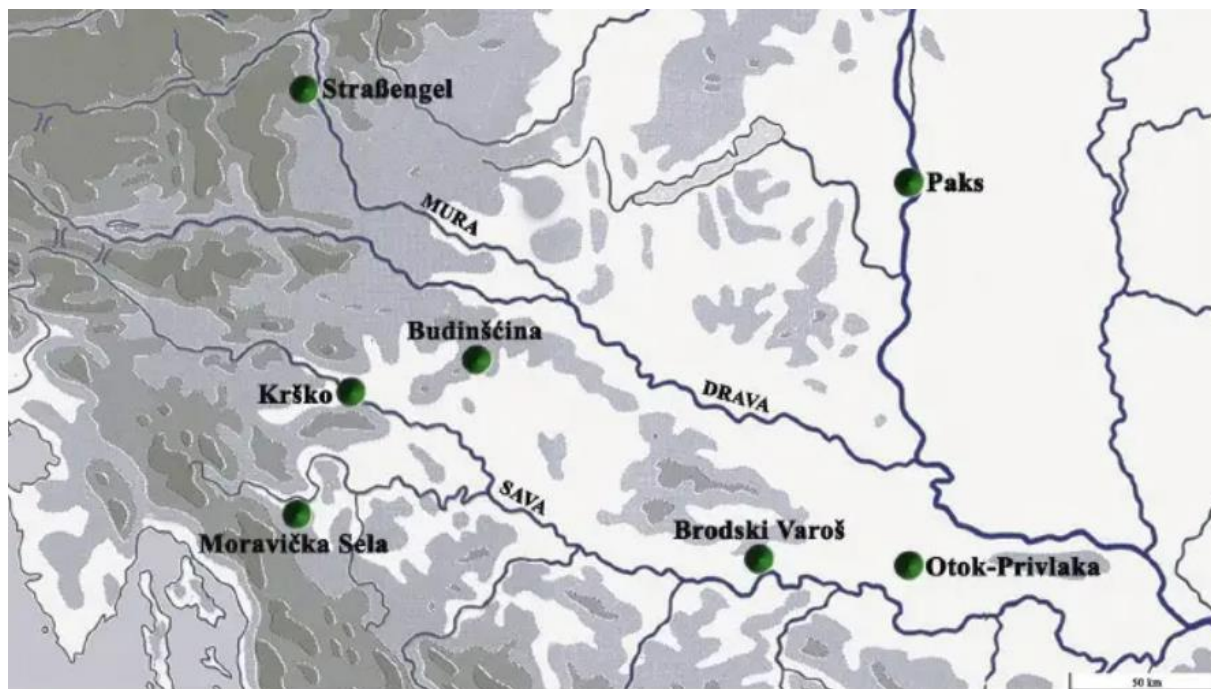 Straßengel
Paks
MURA
Budinšćina
Krško
DRAVA
SAVA
Moravička Sela
Brodski Varoš
Otok-Privlaka
50 km